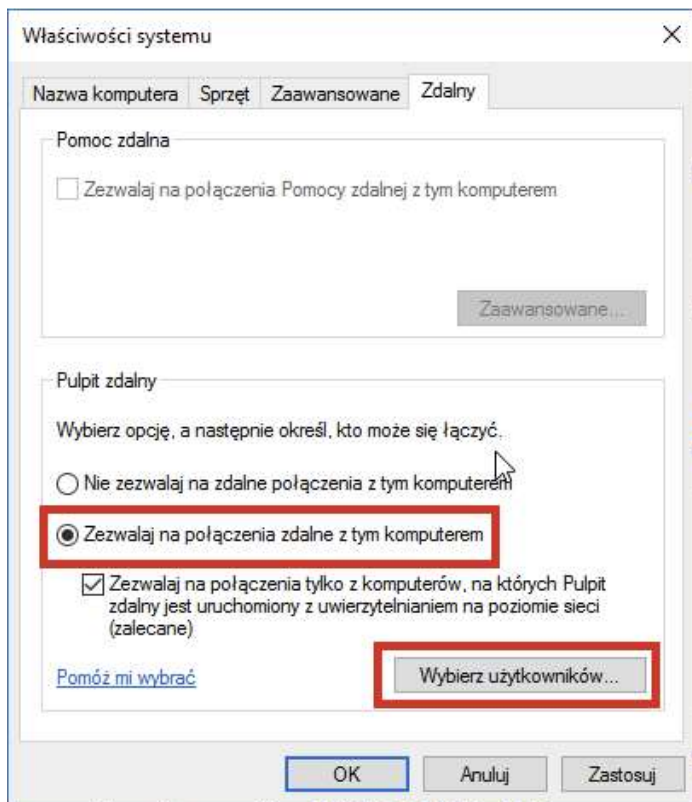 Właściwości systemu
Nazwa komputera Sprzęt Zaawansowane Zdalny
Pomoc zdalna
Zezwalaj na połączenia Pomocy zdalnej z tym komputerem
Zaawansowane...
Pulpit zdalny
Wybierz opcję, a następnie określ, kto może się łączyć.
Nie zezwalaj na zdalne połączenia z tym komputerem
Zezwalaj na połączenia zdalne z tym komputerem
Zezwalaj na połączenia tylko z komputerów, na których Pulpit
zdalny jest uruchomiony z uwierzytelnianiem na poziomie sieci
(zalecane)
Pomóż mi wybrać Wybierz użytkowników...
OK Anuluj Zastosuj